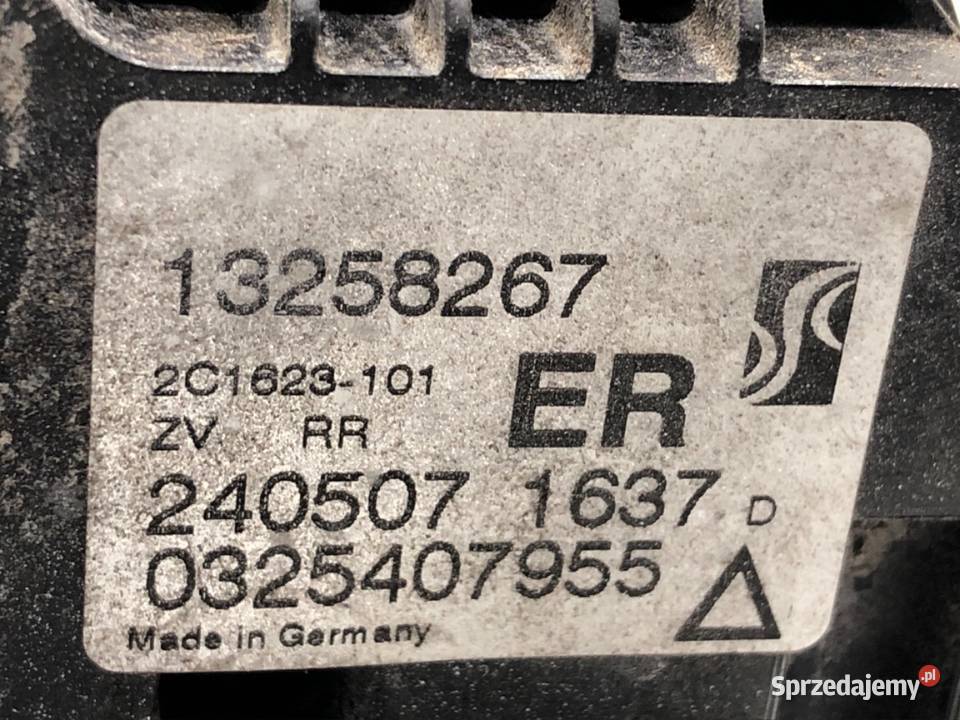 13258267
2C1623-101
ER
ZV RR
240507 1637 D
0325407955
Made in Germany
Sprzedajemy.pl